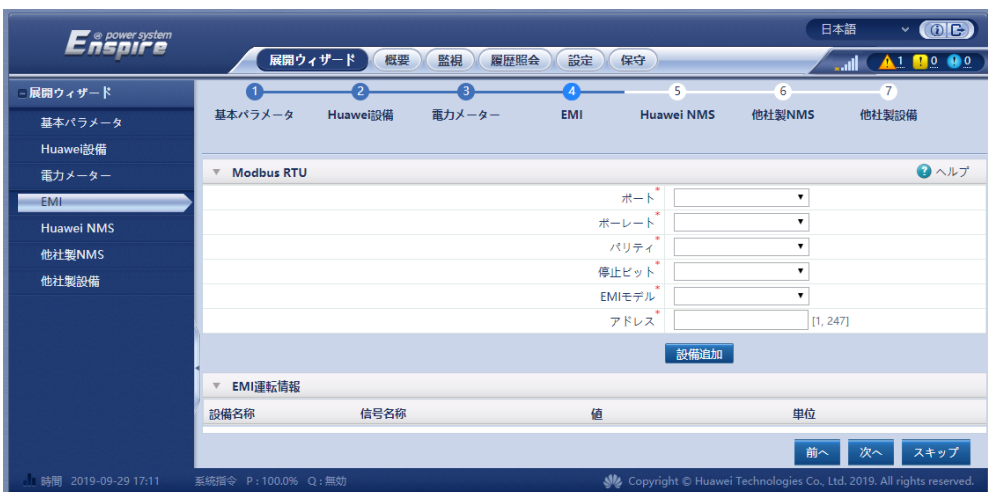 Enspire e power system
日本語
展開ウィザード 概要 監視 履歴照会 設定 保守
1 0 0
展開ウィザード
基本パラメータ
Huawei設備
電力メーター
EMI
Huawei NMS
他社製NMS
他社製設備
1 2 3 4 5 6 7
基本パラメータ Huawei設備 電力メーター EMI Huawei NMS 他社製NMS 他社製設備
Modbus RTU ? ヘルプ
ポート*
ボーレート*
パリティ*
停止ビット*
EMIモデル*
アドレス* [1, 247]
設備追加
EMI運転情報
設備名称 信号名称 値 単位
前へ 次へ スキップ
時間 2019-09-29 17:11 系統指令 P : 100.0% Q : 無効 Copyright © Huawei Technologies Co., Ltd. 2019. All rights reserved.